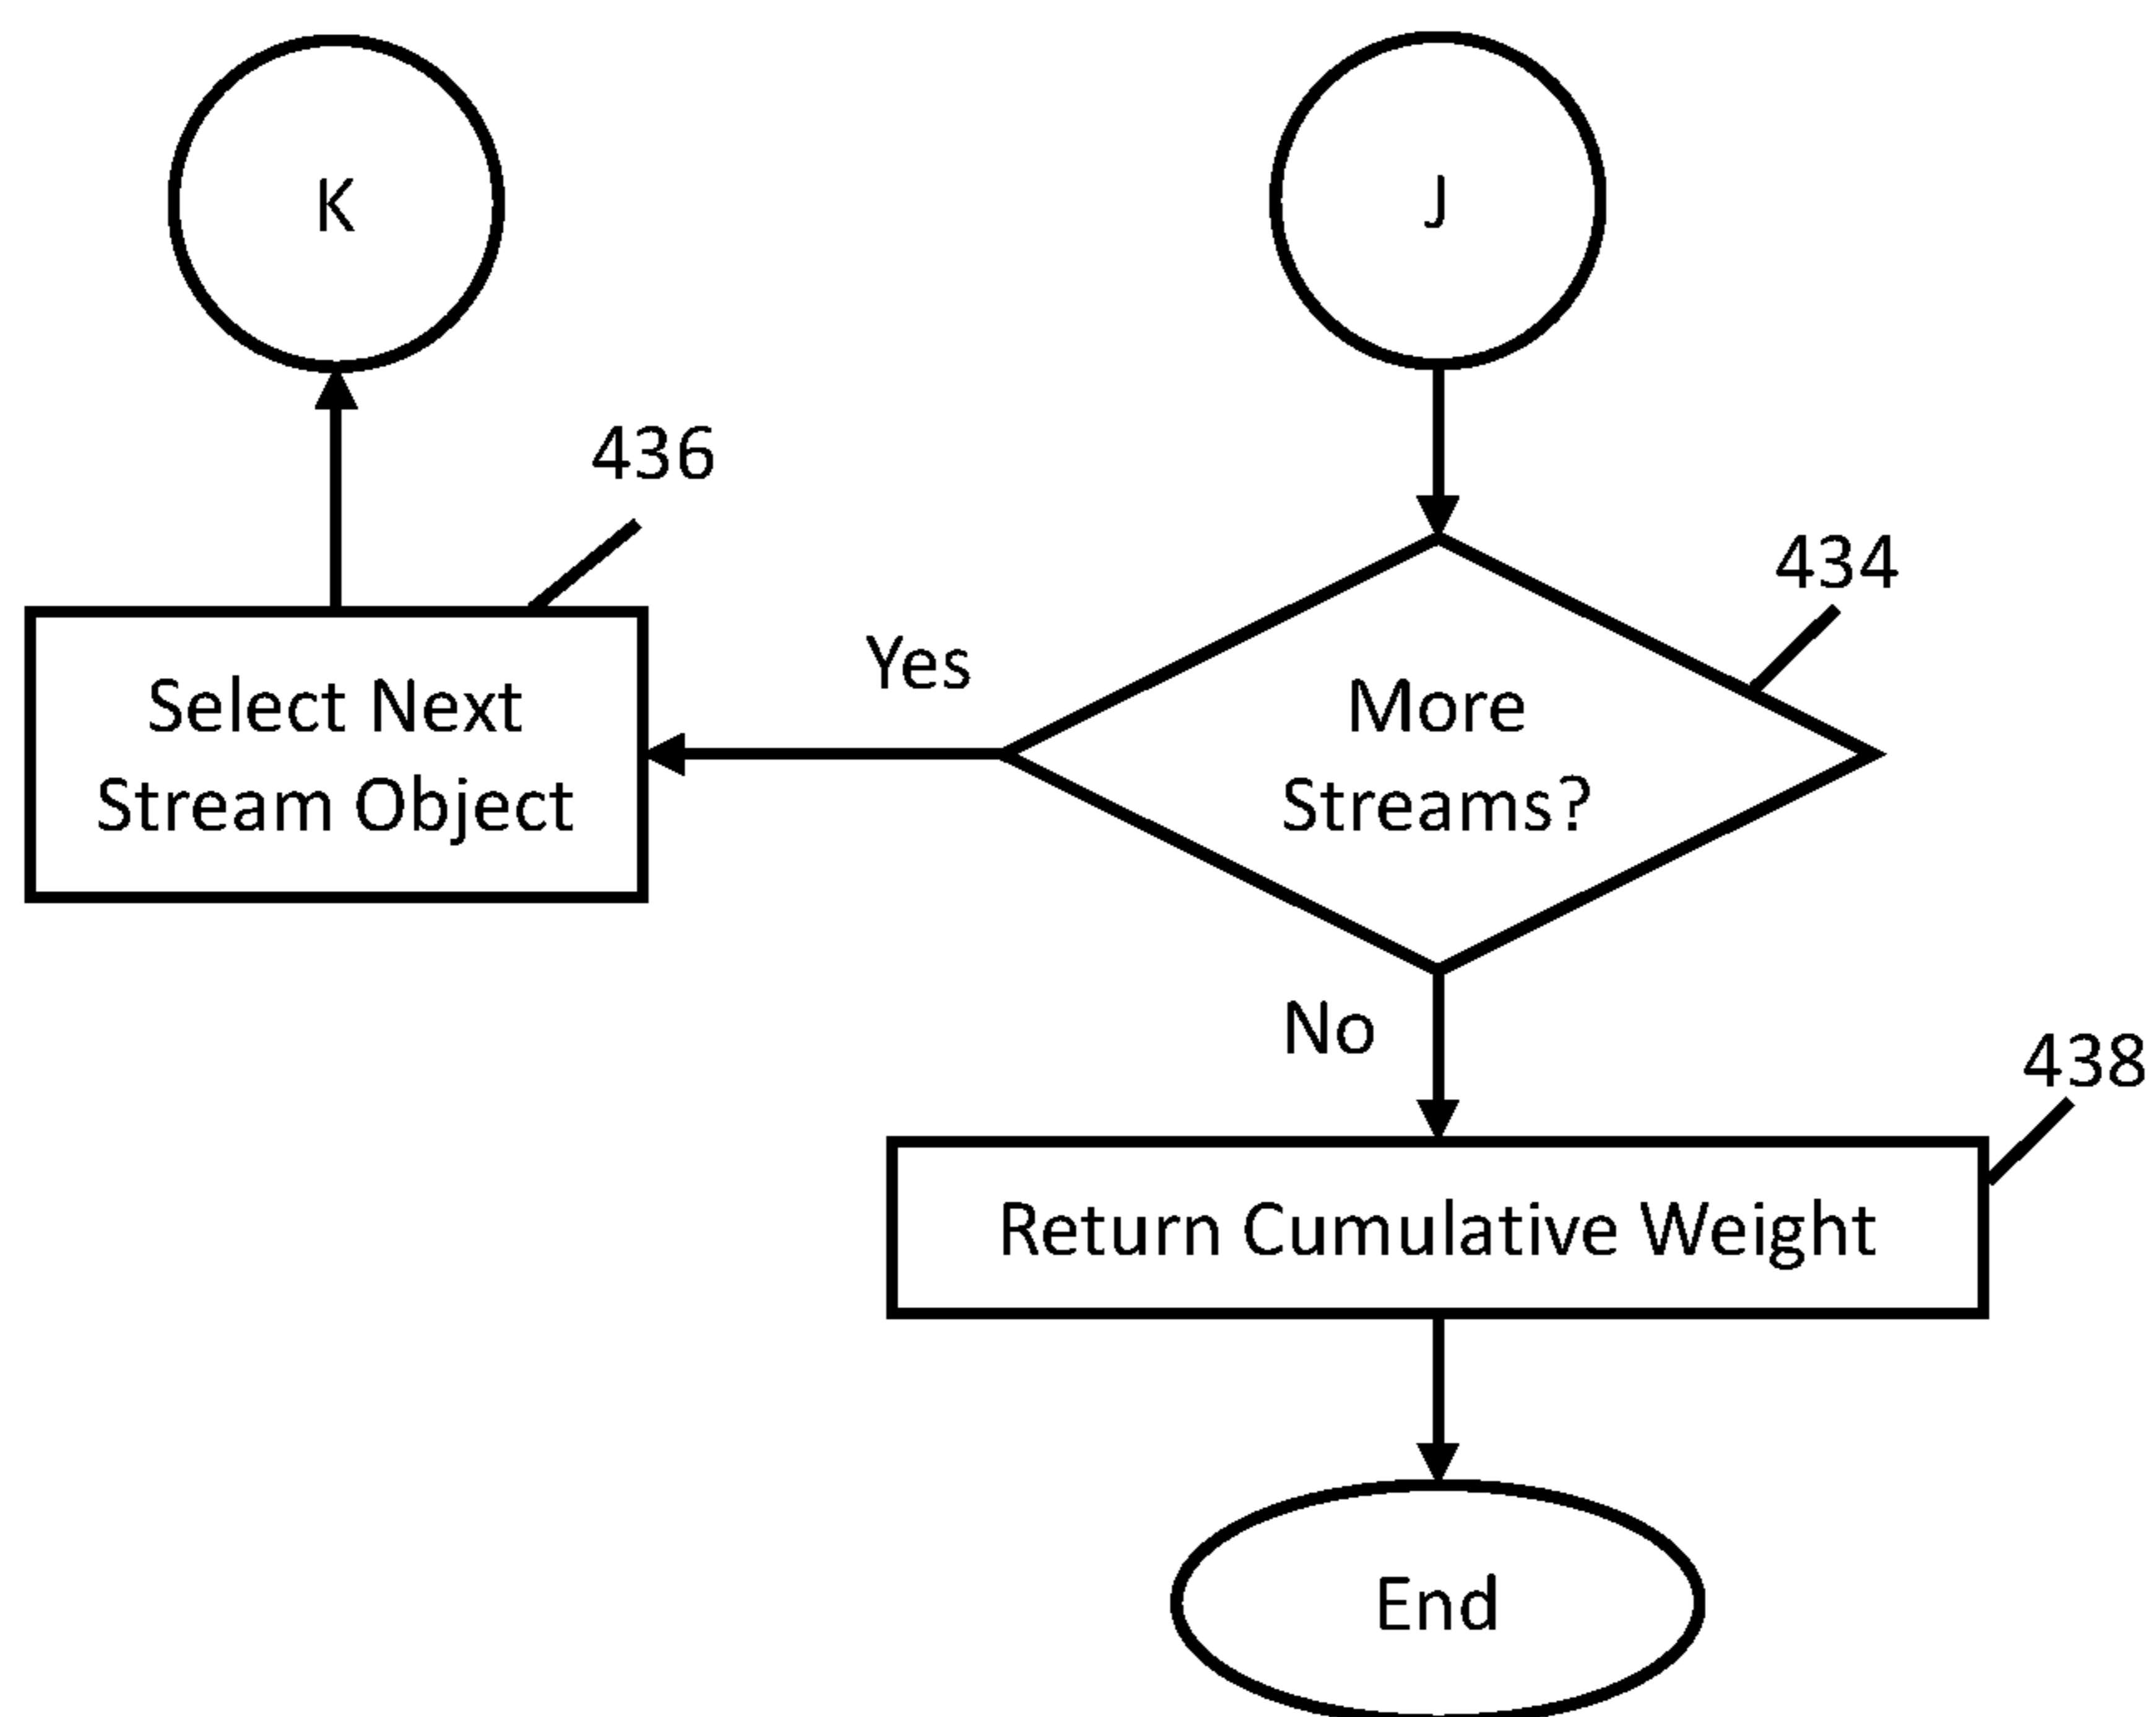 K
J
436
434
Yes
Select Next
Stream Object
More
Streams?
No
438
Return Cumulative Weight
End